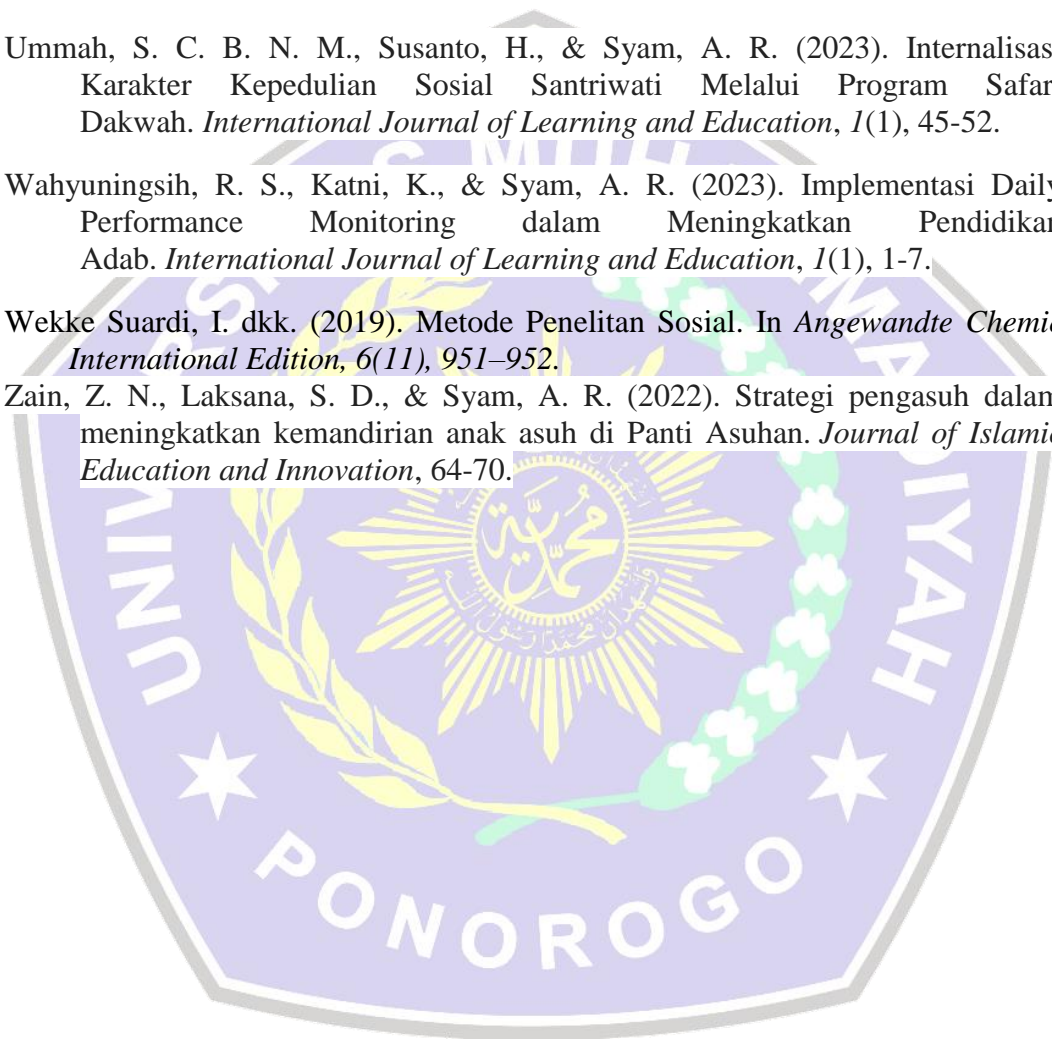 Ummah, S. C. B. N. M., Susanto, H., & Syam, A. R. (2023). Internalisas
Karakter Kepedulian Sosial Santriwati Melalui Program Safar
Dakwah. International Journal of Learning and Education, 1(1), 45-52.
Wahyuningsih, R. S., Katni, K., & Syam, A. R. (2023). Implementasi Daily
Performance Monitoring dalam Meningkatkan Pendidikan
Adab. International Journal of Learning and Education, 1(1), 1-7.
Wekke Suardi, I. dkk. (2019). Metode Penelitan Sosial. In Angewandte Chemie
International Edition, 6(11), 951–952.
Zain, Z. N., Laksana, S. D., & Syam, A. R. (2022). Strategi pengasuh dalam
meningkatkan kemandirian anak asuh di Panti Asuhan. Journal of Islamic
Education and Innovation, 64-70.
محمدية
PONOROGO